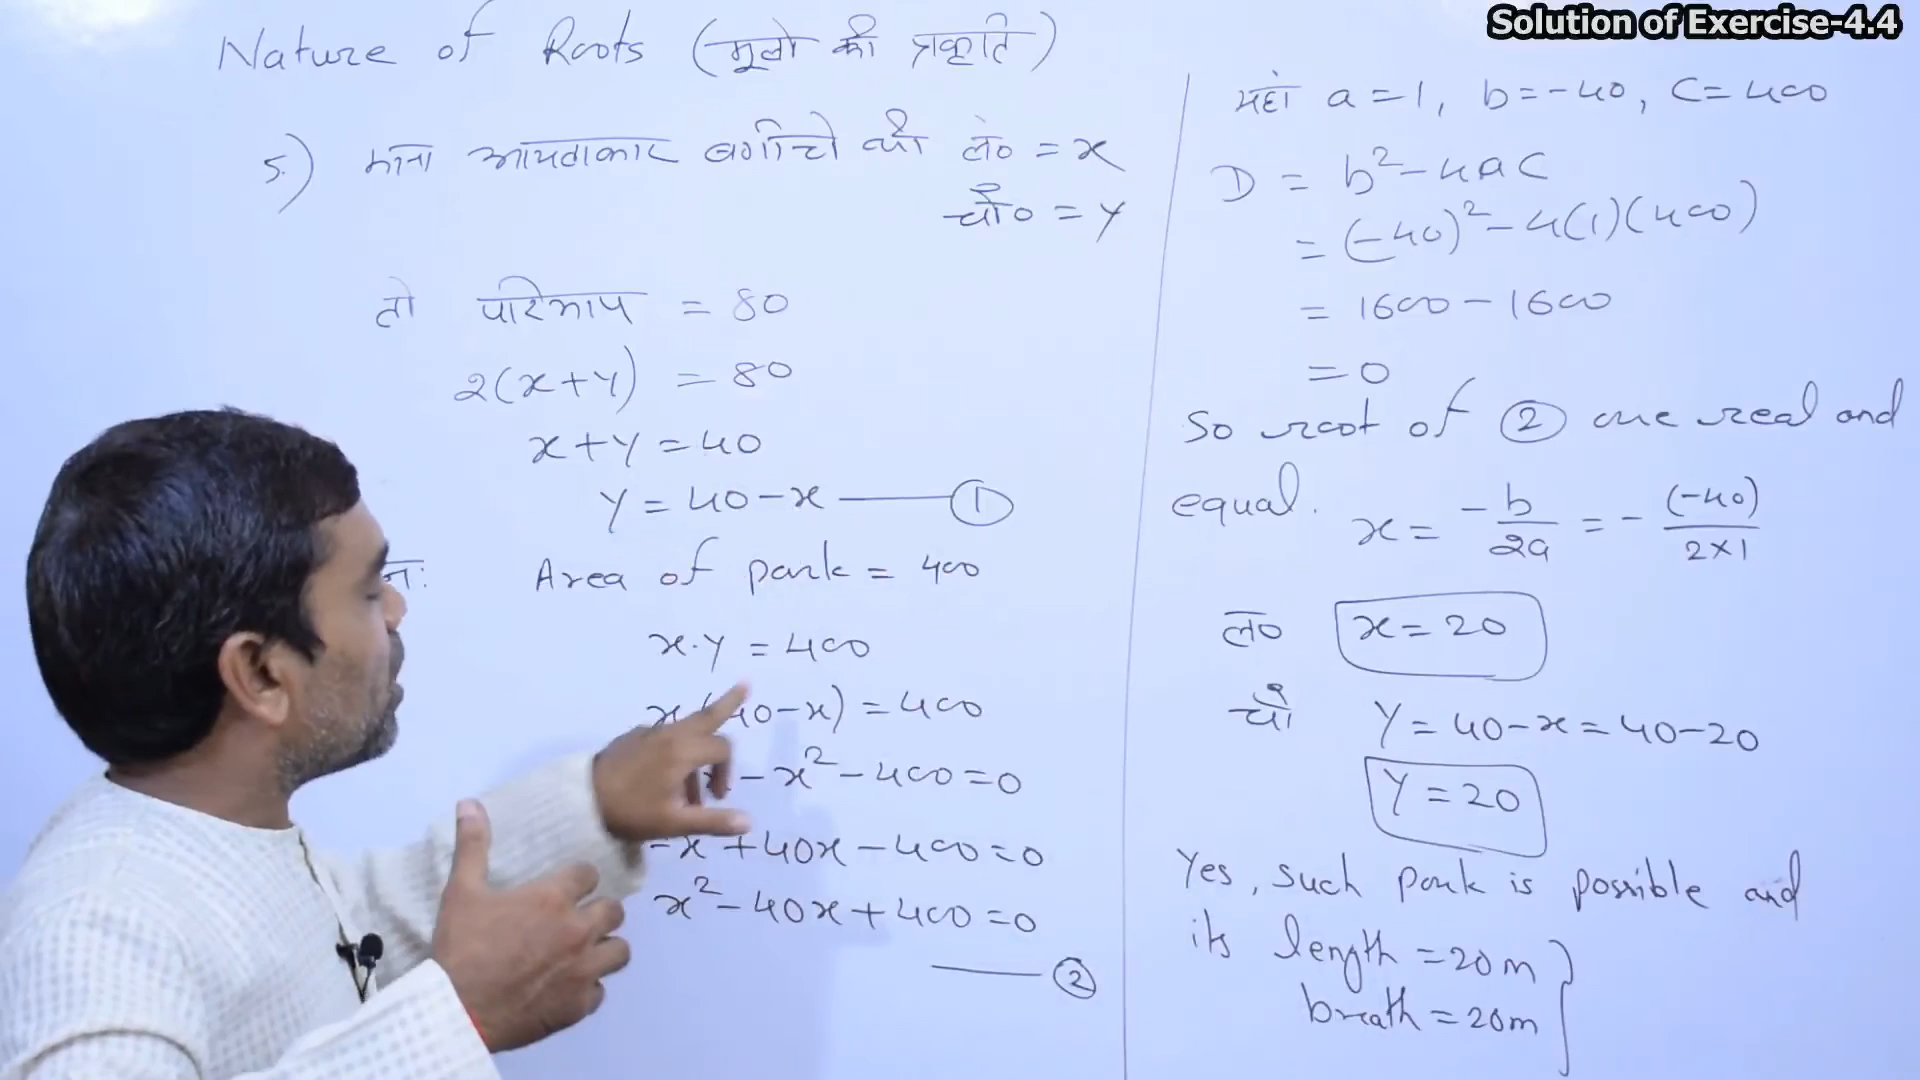 Solution of Exercise-4.4
Nature of Roots (मूलो की प्रकृति)
5.) माना आयताकार बगीचे की लं० = x
चौ० = y
तो परिमाप = 80
2(x+y) = 80
x+y = 40
y = 40-x —— ①
Area of park = 400
x.y = 400
x(40-x) = 400
x - x² - 400 = 0
-x + 40x - 400 = 0
x² - 40x + 400 = 0
—— ②
यहां a = 1, b = -40, C = 400
D = b² - 4ac
= (-40)² - 4(1)(400)
= 1600 - 1600
= 0
So root of ② are real and
equal. x = -b/2a = - (-40)/2×1
ल० x = 20
चौ y = 40-x = 40-20
y = 20
Yes, such park is possible and
its length = 20m }
breath = 20m